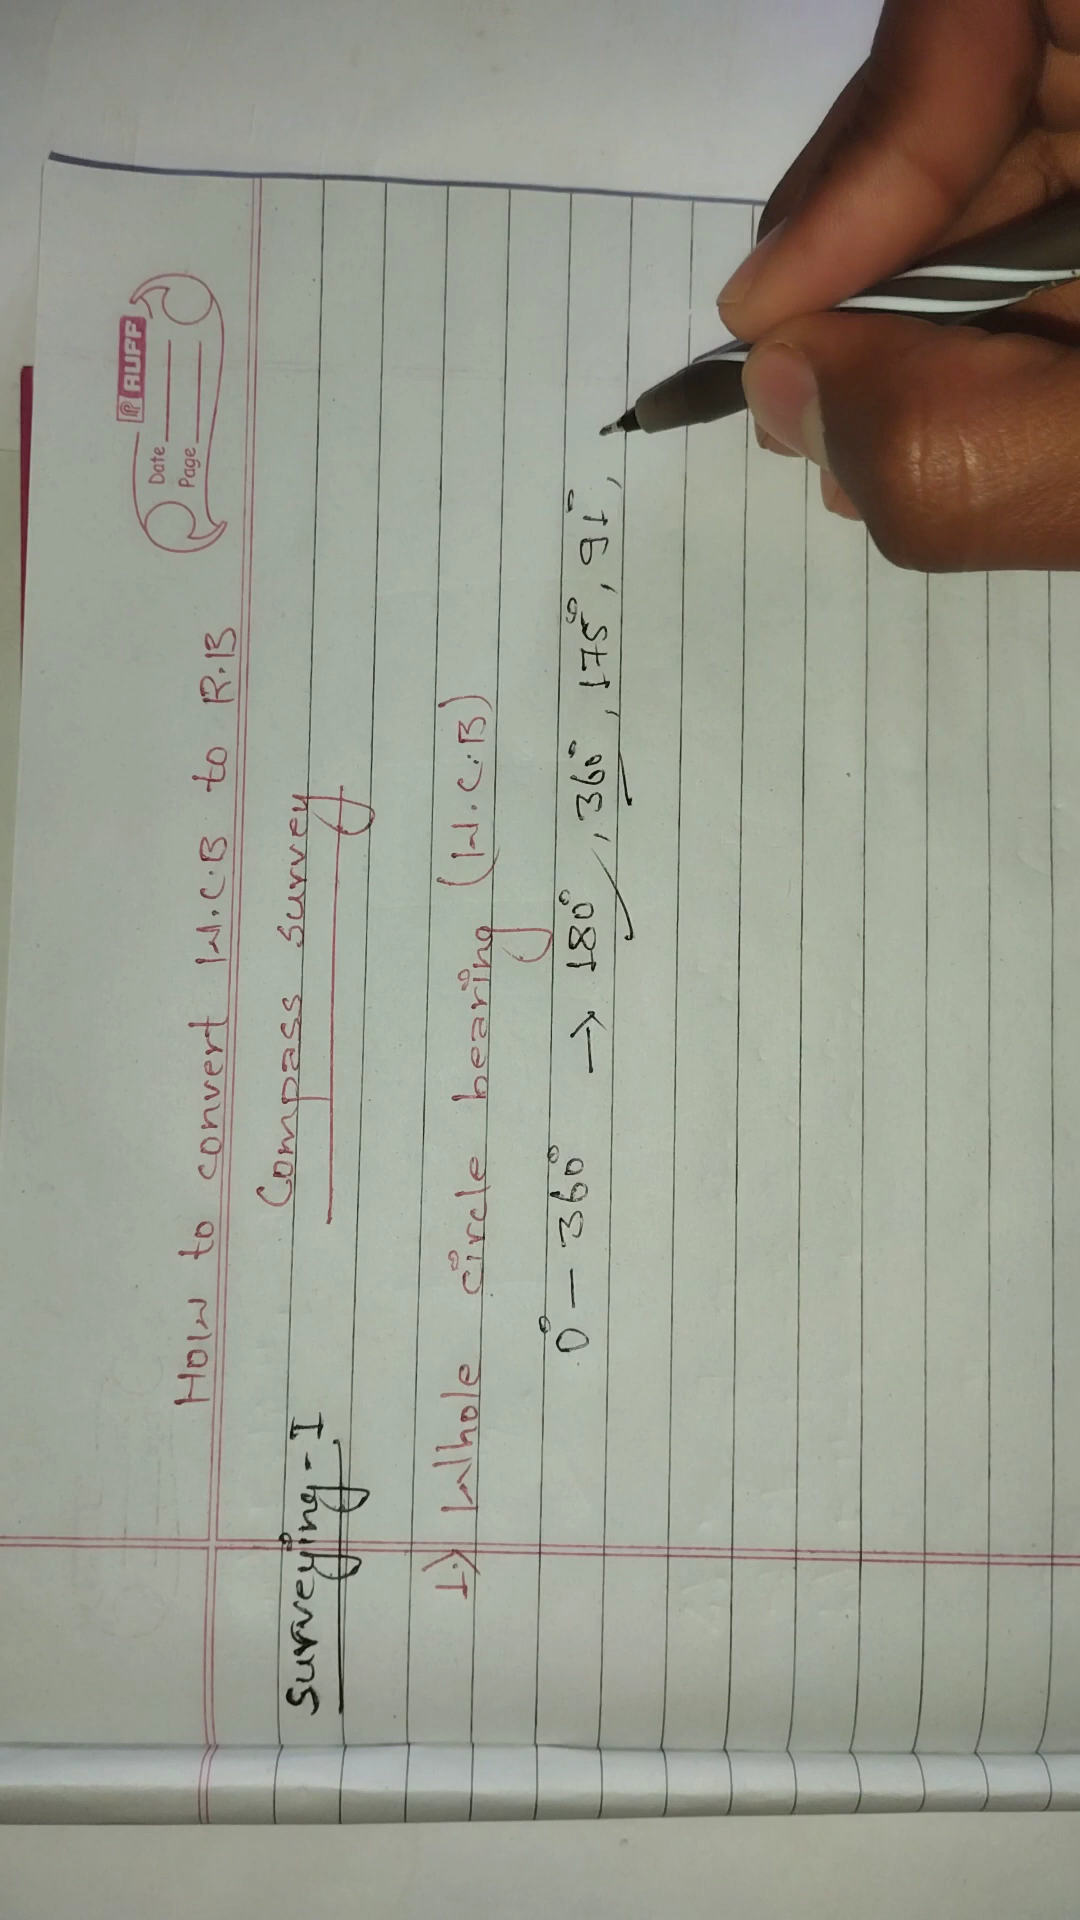 RUFF
Date
Page
How to convert W.C.B to R.B
Surveying-I
Compass Survey
1.) Whole circle bearing (W.C.B)
0° - 360° → 180°, 360°, 175°, 91°,